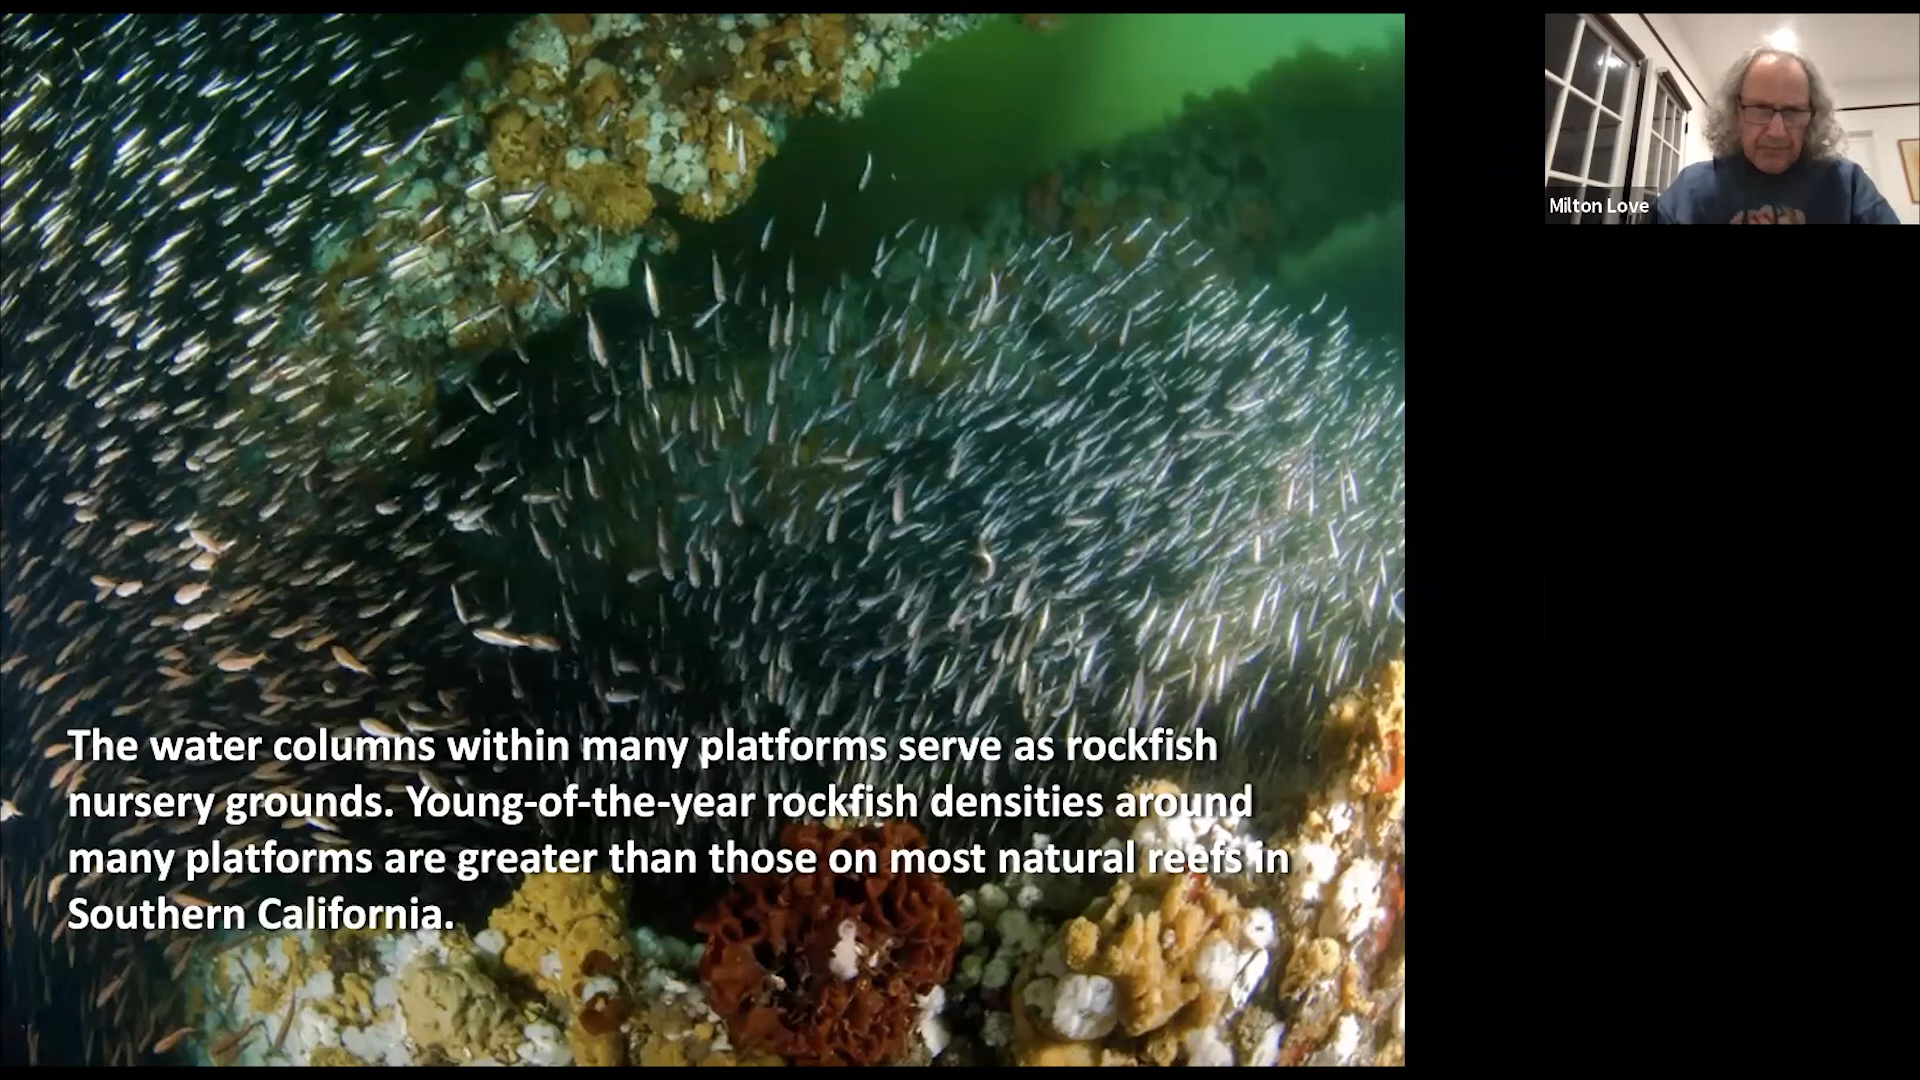 The water columns within many platforms serve as rockfish
nursery grounds. Young-of-the-year rockfish densities around
many platforms are greater than those on most natural reefs in
Southern California.
Milton Love